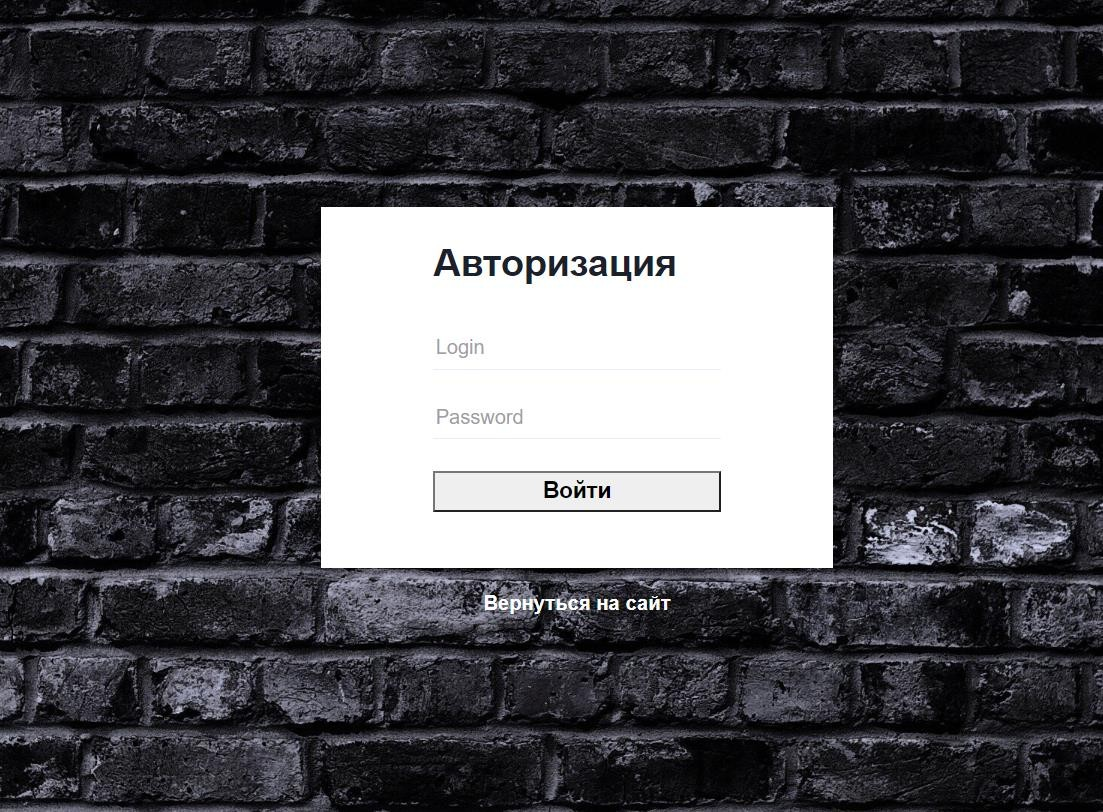 Авторизация
Login
Password
Войти
Вернуться на сайт